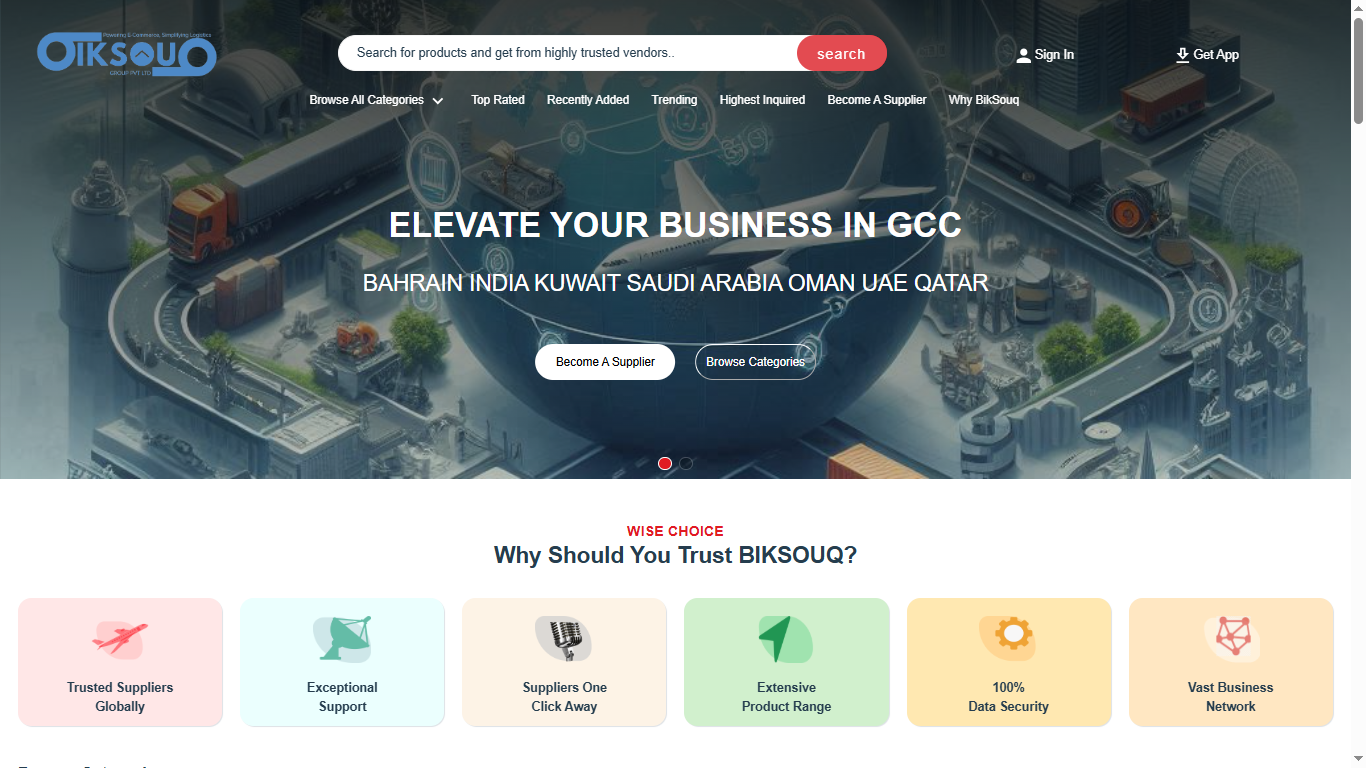 Powering E-Commerce, Simplifying Logistics
BIKSOUQ
GROUP PVT LTD
Search for products and get from highly trusted vendors..
search
Sign In
Get App
Browse All Categories
Top Rated
Recently Added
Trending
Highest Inquired
Become A Supplier
Why BikSouq
ELEVATE YOUR BUSINESS IN GCC
BAHRAIN INDIA KUWAIT SAUDI ARABIA OMAN UAE QATAR
Become A Supplier
Browse Categories
WISE CHOICE
Why Should You Trust BIKSOUQ?
Trusted Suppliers
Globally
Exceptional
Support
Suppliers One
Click Away
Extensive
Product Range
100%
Data Security
Vast Business
Network